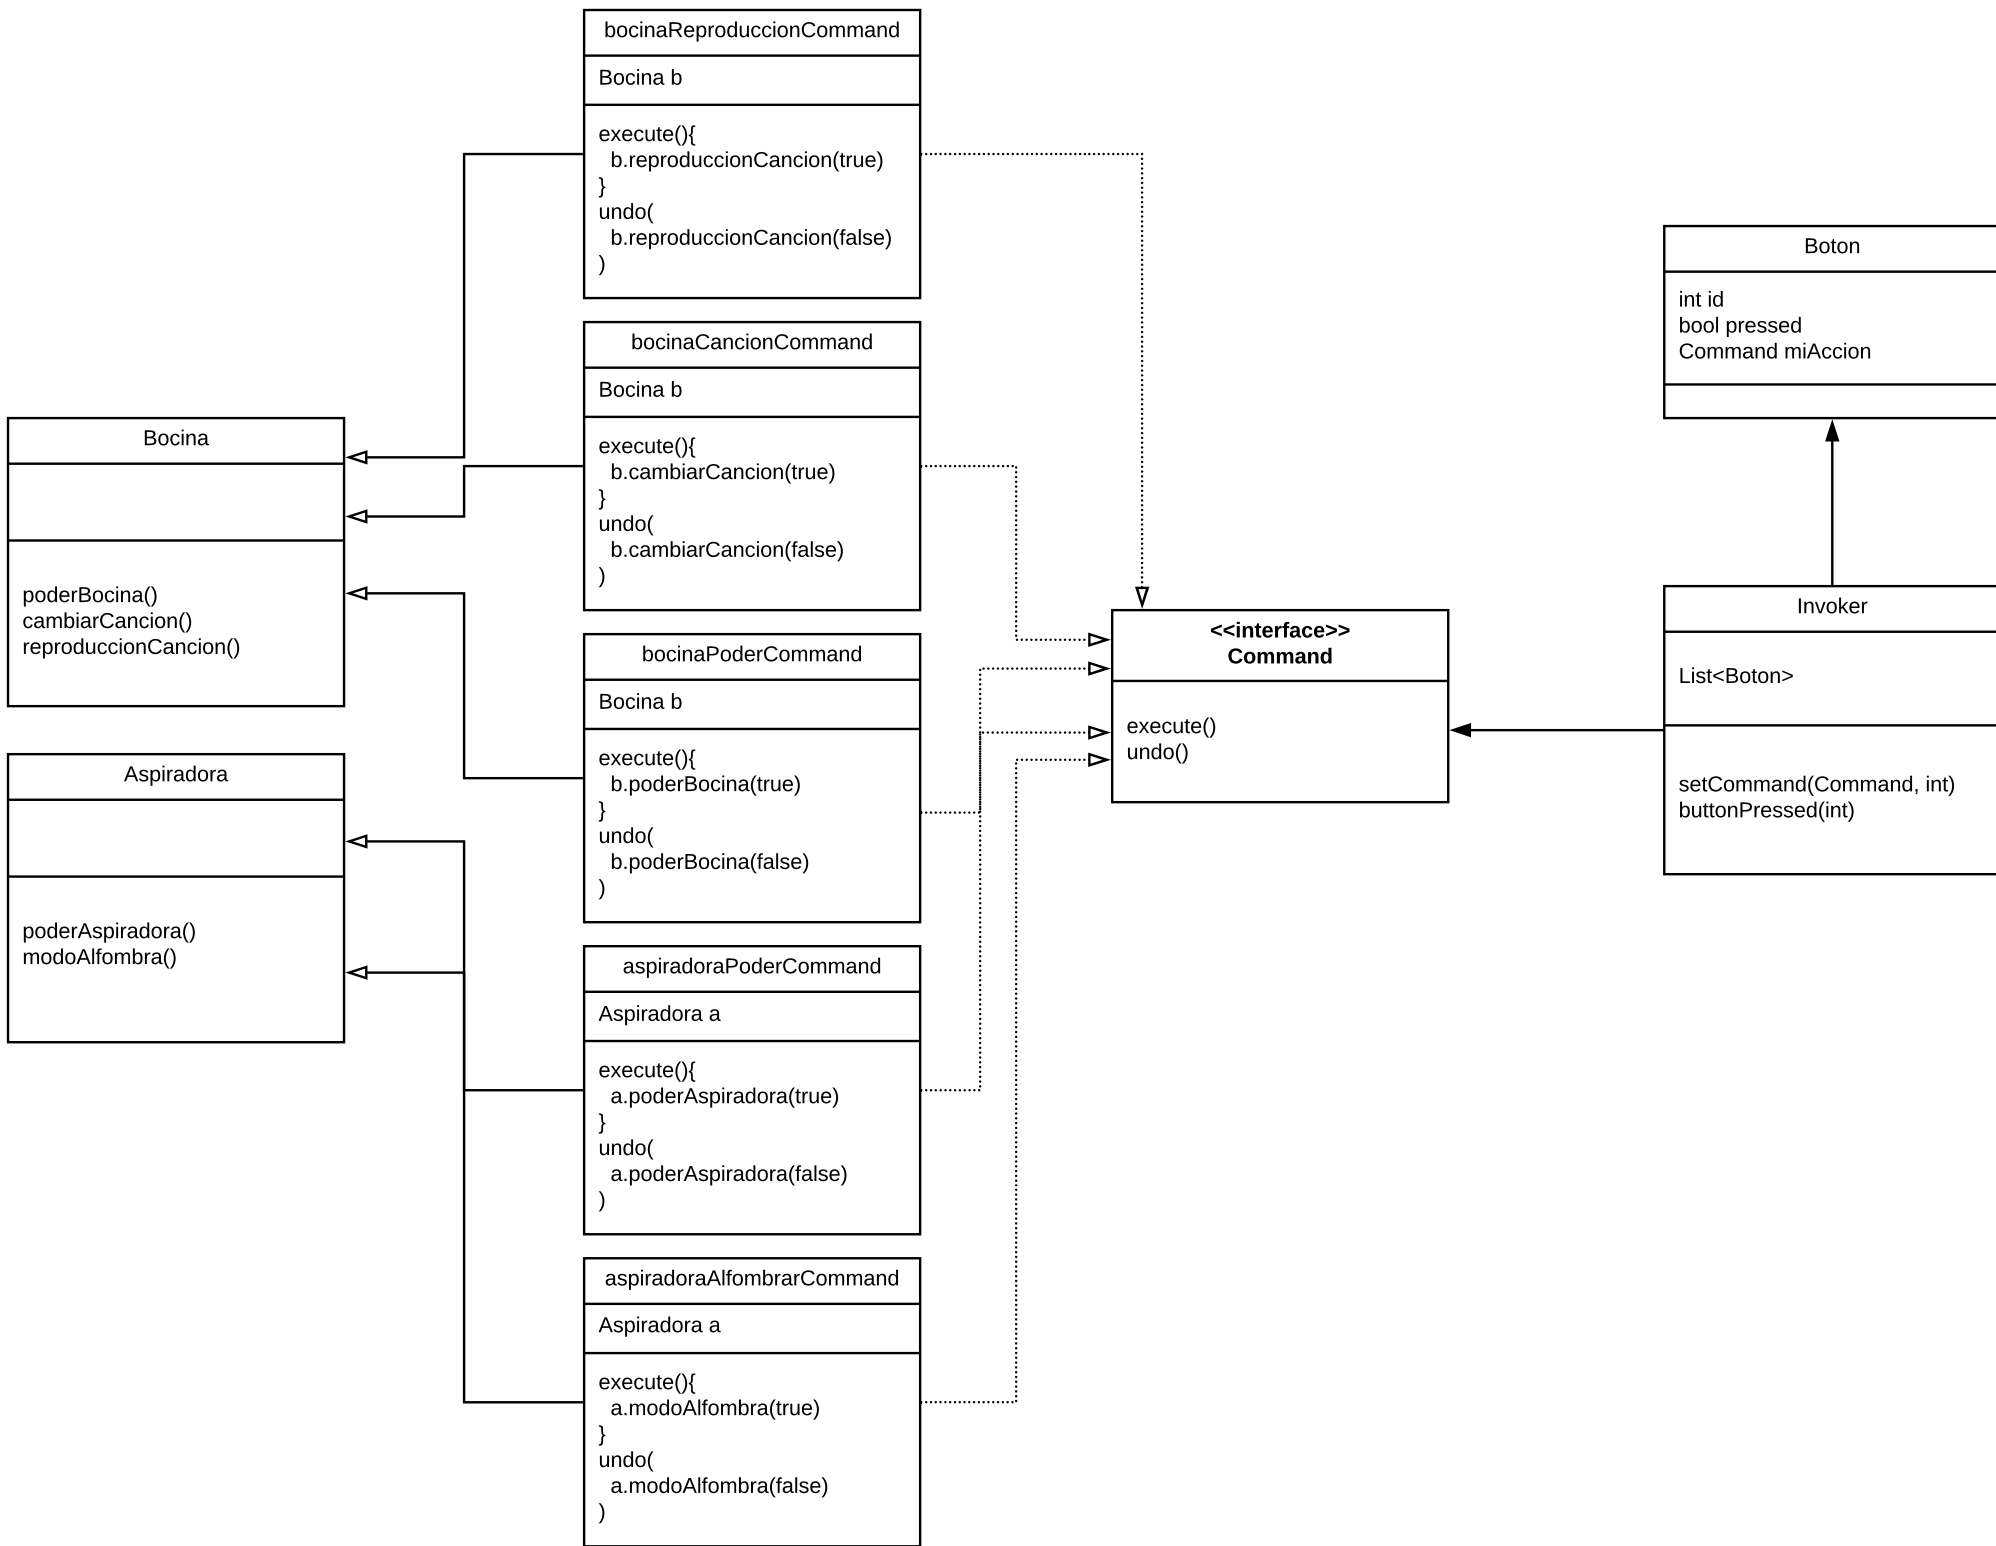 bocinaReproduccionCommand
Bocina b
execute(){
b.reproduccionCancion(true)
}
undo(
b.reproduccionCancion(false)
)
bocinaCancionCommand
Bocina b
execute(){
b.cambiarCancion(true)
}
undo(
b.cambiarCancion(false)
)
Bocina
poderBocina()
cambiarCancion()
reproduccionCancion()
bocinaPoderCommand
Bocina b
execute(){
b.poderBocina(true)
}
undo(
b.poderBocina(false)
)
Aspiradora
poderAspiradora()
modoAlfombra()
aspiradoraPoderCommand
Aspiradora a
execute(){
a.poderAspiradora(true)
}
undo(
a.poderAspiradora(false)
)
aspiradoraAlfombrarCommand
Aspiradora a
execute(){
a.modoAlfombra(true)
}
undo(
a.modoAlfombra(false)
)
<<interface>>
Command
execute()
undo()
Boton
int id
bool pressed
Command miAccion
Invoker
List<Boton>
setCommand(Command, int)
buttonPressed(int)